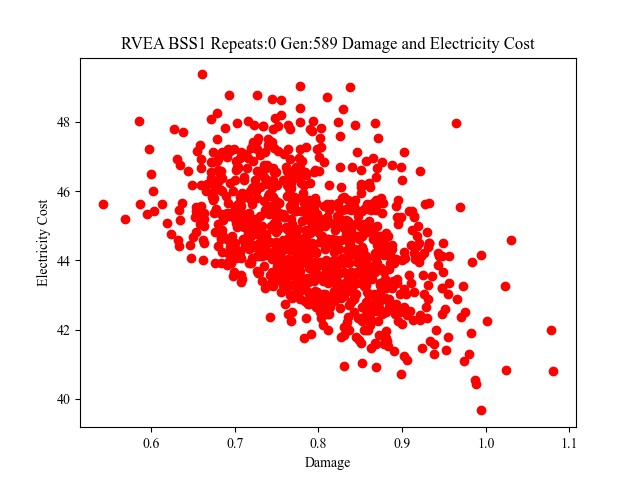 RVEA BSS1 Repeats:0 Gen:589 Damage and Electricity Cost
48
46
44
42
40
Electricity Cost
0.6 0.7 0.8 0.9 1.0 1.1
Damage